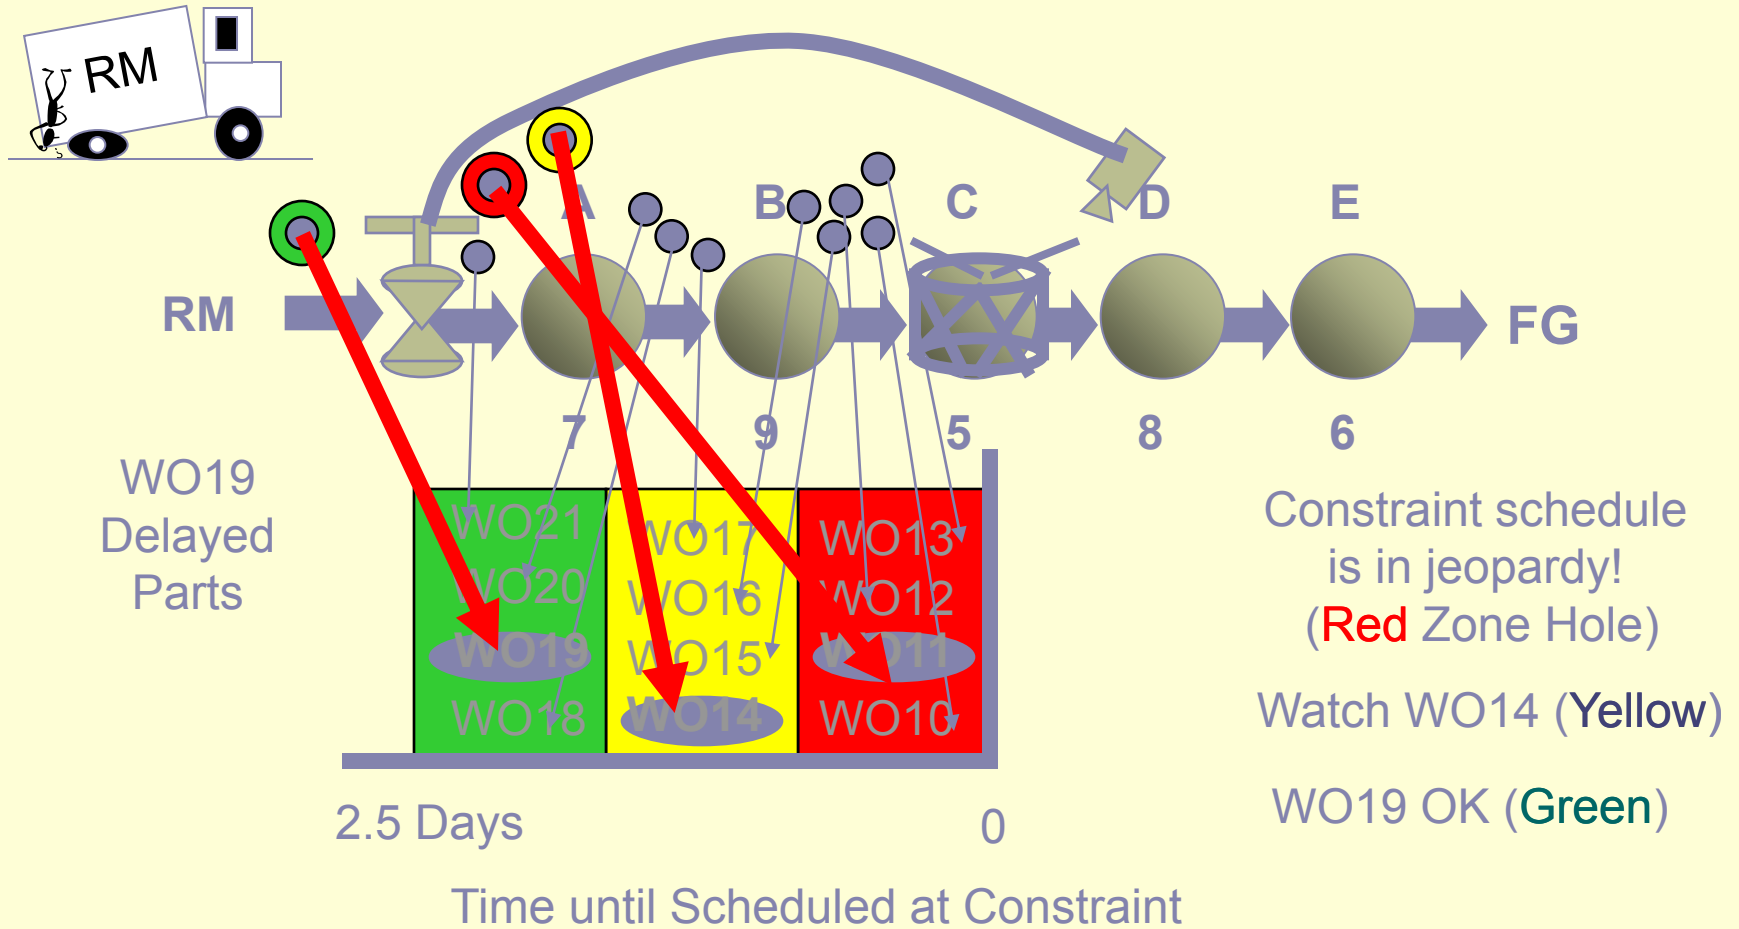 RM
A B C D E
RM
FG
7 9 5 8 6
WO19
Delayed
Parts
WO21
WO20
WO19
WO18
WO17
WO16
WO15
WO14
WO13
WO12
WO11
WO10
Constraint schedule
is in jeopardy!
(Red Zone Hole)
Watch WO14 (Yellow)
WO19 OK (Green)
2.5 Days
0
Time until Scheduled at Constraint